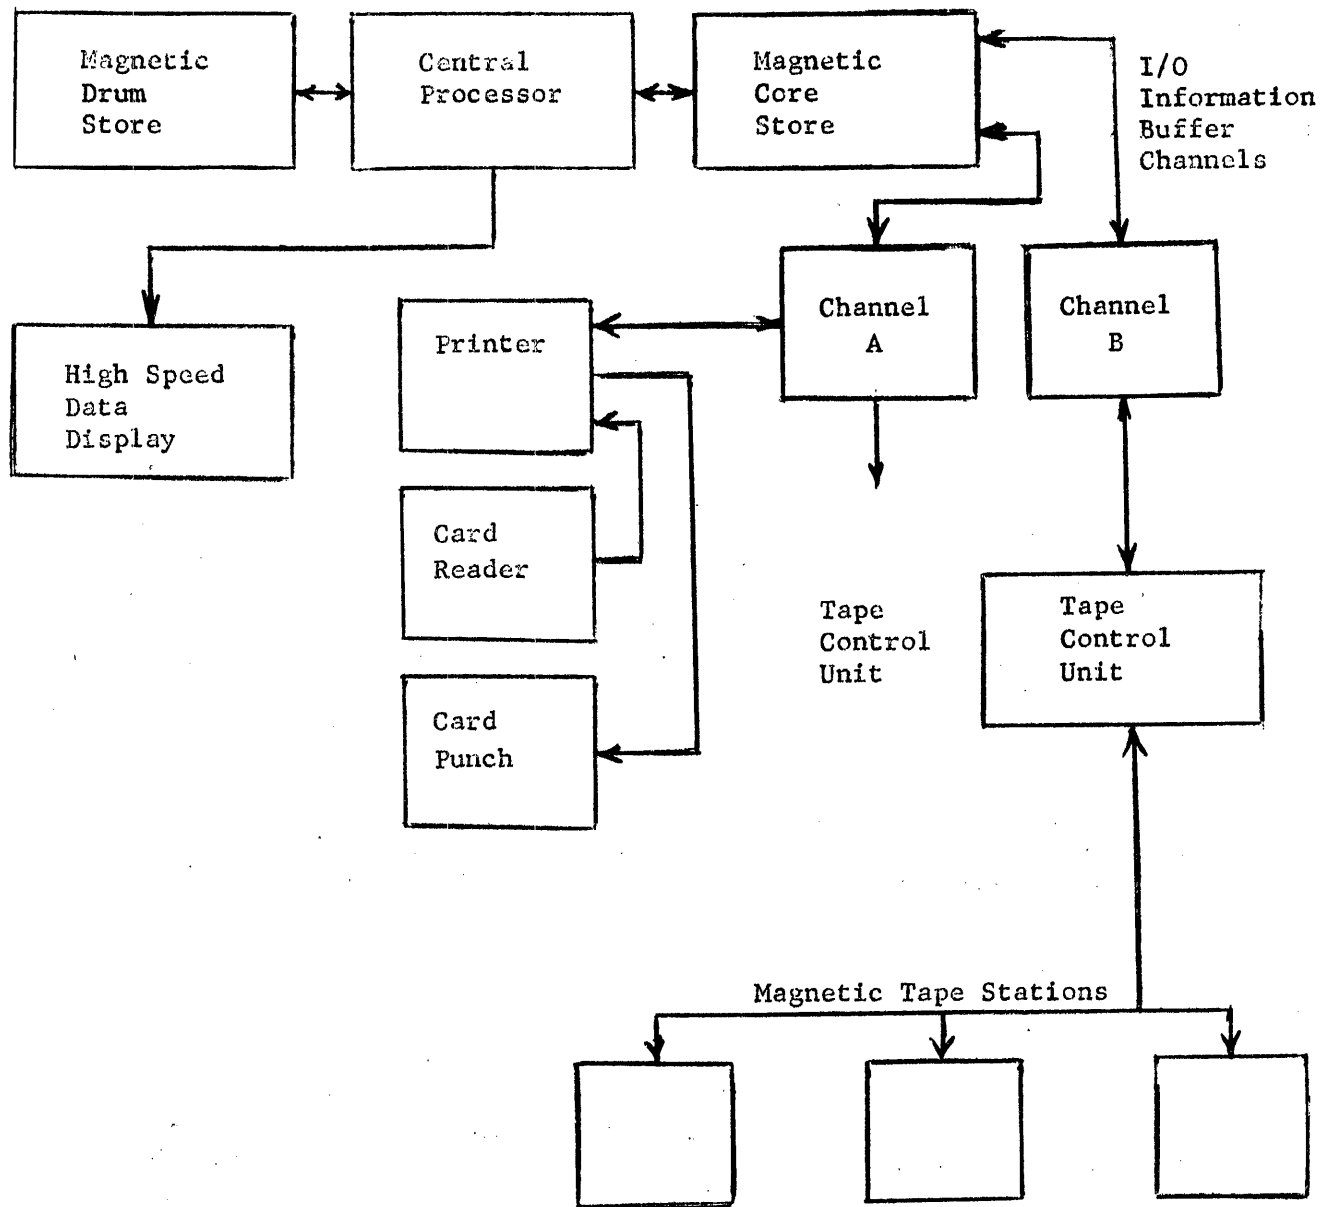 Magnetic
Drum
Store
Central
Processor
Magnetic
Core
Store
I/O
Information
Buffer
Channels
High Speed
Data
Display
Printer
Channel
A
Channel
B
Card
Reader
Tape
Control
Unit
Tape
Control
Unit
Card
Punch
Magnetic Tape Stations